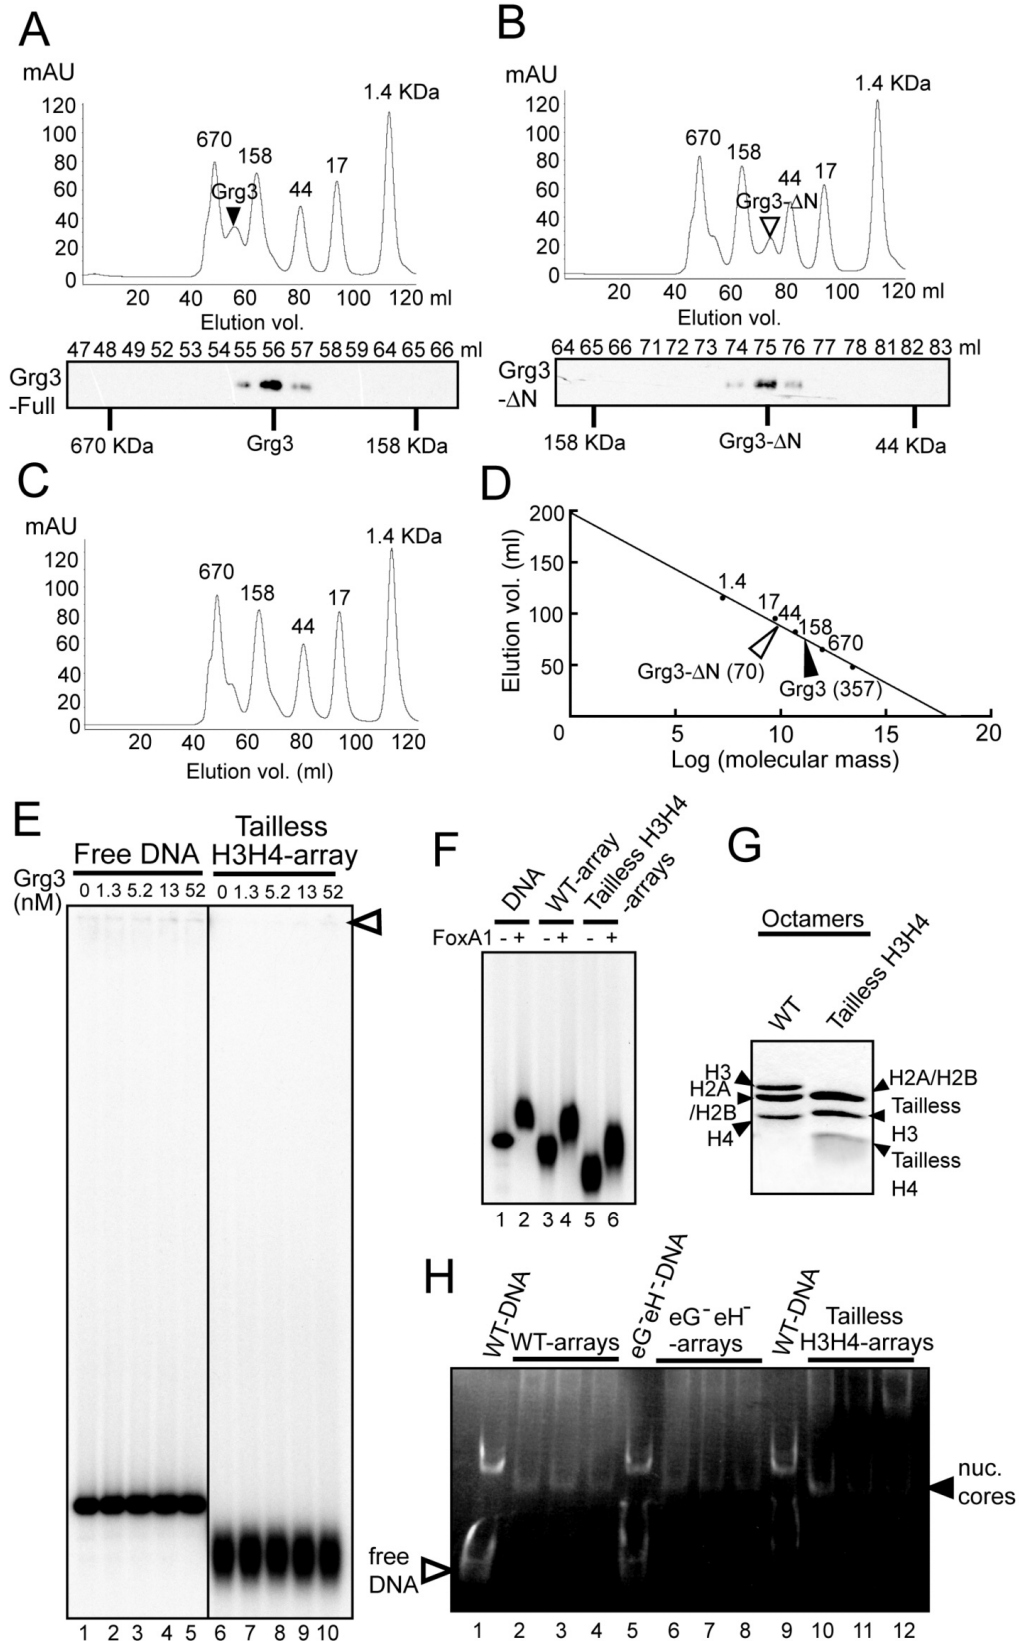 A
mAU
120
100
80
60
40
20
0
670
Grg3
158
44
17
1.4 KDa
20 40 60 80 100 120 ml
Elution vol.
47 48 49 52 53 54 55 56 57 58 59 64 65 66 ml
Grg3
-Full
670 KDa
Grg3
158 KDa
B
mAU
120
100
80
60
40
20
0
670
158
Grg3-ΔN
44
17
1.4 KDa
20 40 60 80 100 120 ml
Elution vol.
64 65 66 71 72 73 74 75 76 77 78 81 82 83 ml
Grg3
-ΔN
158 KDa
Grg3-ΔN
44 KDa
C
mAU
120
100
80
60
40
20
0
670
158
44
17
1.4 KDa
20 40 60 80 100 120
Elution vol. (ml)
D
Elution vol. (ml)
200
150
100
50
1.4
17
44
158
670
Grg3-ΔN (70)
Grg3 (357)
0 5 10 15 20
Log (molecular mass)
E
Free DNA
Tailless
H3H4-array
Grg3
(nM)
0 1.3 5.2 13 52 0 1.3 5.2 13 52
1 2 3 4 5 6 7 8 9 10
F
DNA
WT-array
Tailless H3H4
-arrays
FoxA1 - + - + - +
1 2 3 4 5 6
G
Octamers
WT
Tailless H3H4
H3
H2A
/H2B
H4
H2A/H2B
Tailless
H3
Tailless
H4
H
WT-DNA
WT-arrays
eG⁻eH⁻-DNA
eG⁻eH⁻
-arrays
WT-DNA
Tailless
H3H4-arrays
nuc.
cores
free
DNA
1 2 3 4 5 6 7 8 9 10 11 12